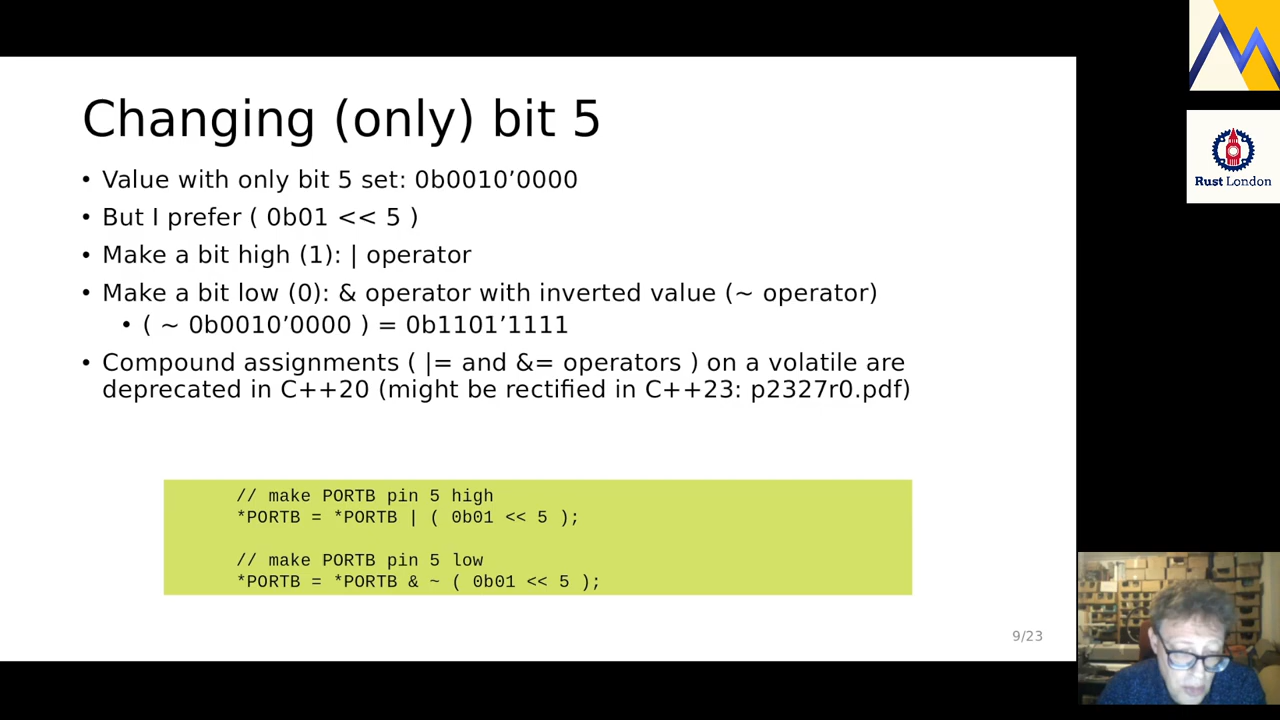 Changing (only) bit 5
• Value with only bit 5 set: 0b0010’0000
• But I prefer ( 0b01 << 5 )
• Make a bit high (1): | operator
• Make a bit low (0): & operator with inverted value (~ operator)
• ( ~ 0b0010’0000 ) = 0b1101’1111
• Compound assignments ( |= and &= operators ) on a volatile are
deprecated in C++20 (might be rectified in C++23: p2327r0.pdf)
// make PORTB pin 5 high
*PORTB = *PORTB | ( 0b01 << 5 );
// make PORTB pin 5 low
*PORTB = *PORTB & ~ ( 0b01 << 5 );
9/23
Rust London